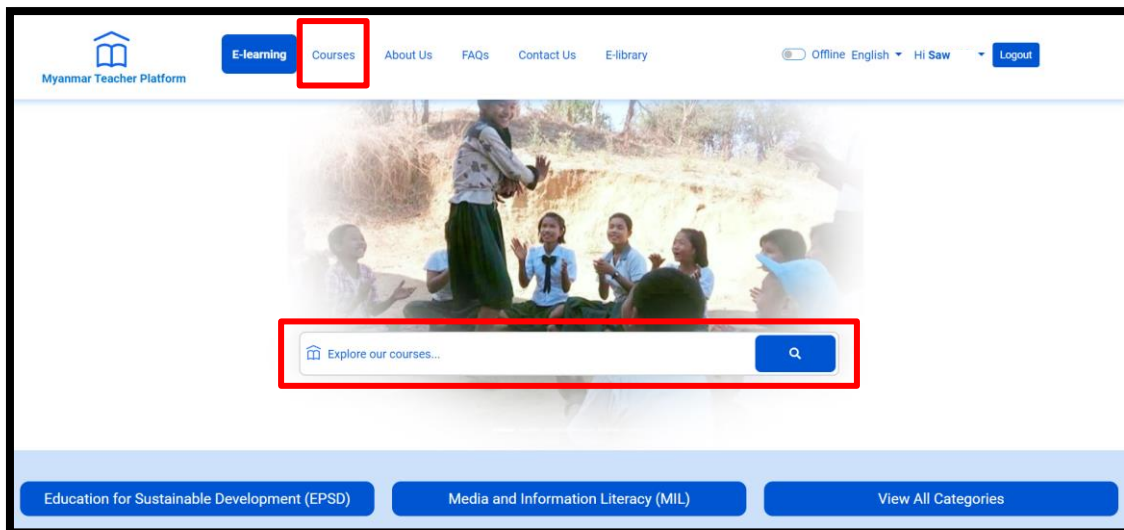 Myanmar Teacher Platform
E-learning Courses About Us FAQs Contact Us E-library Offline English Hi Saw Logout
Explore our courses...
Education for Sustainable Development (EPSD) Media and Information Literacy (MIL) View All Categories